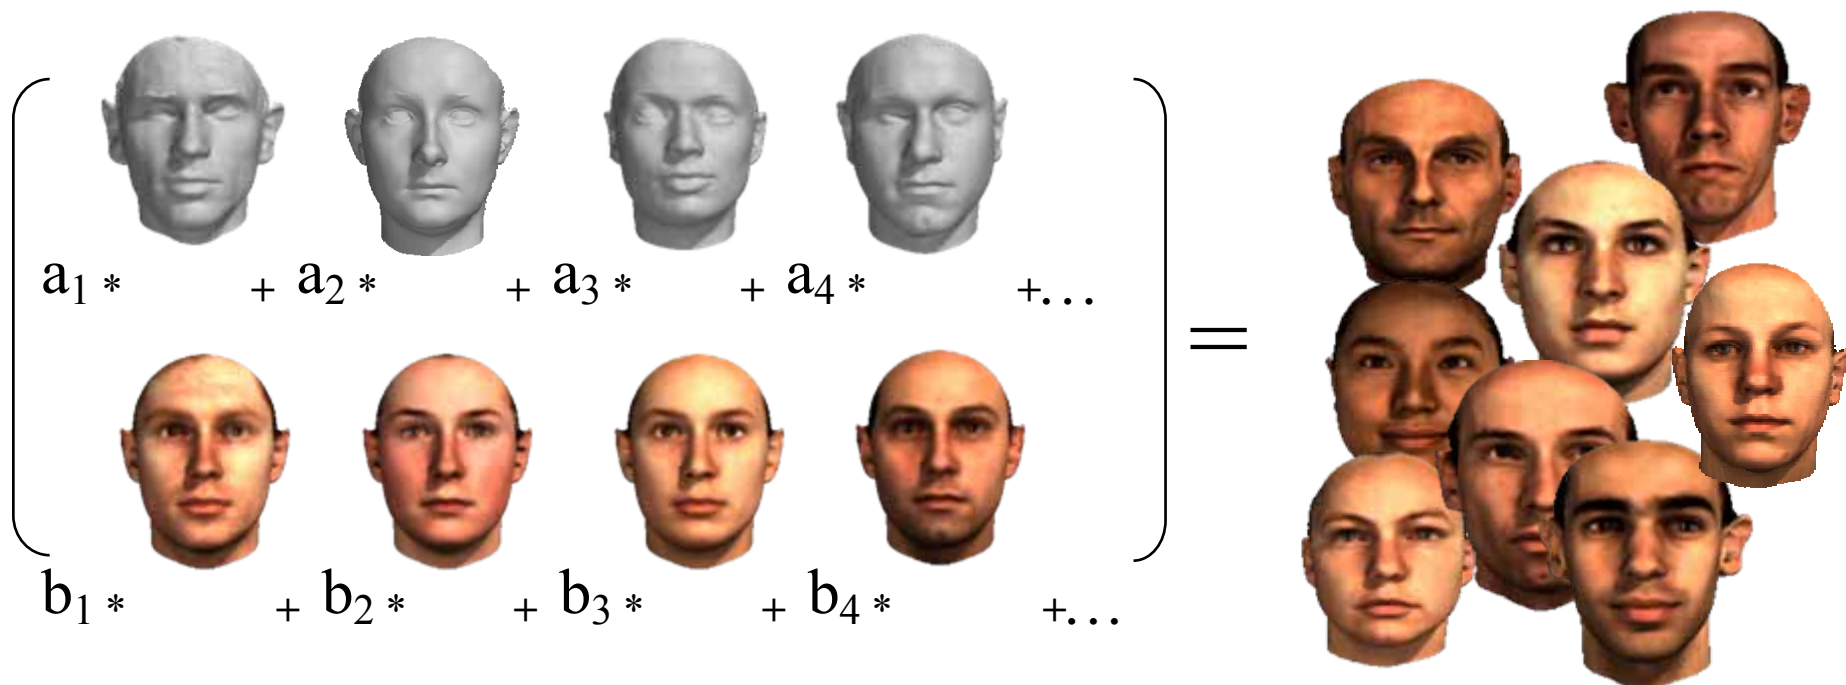 a1 * + a2 * + a3 * + a4 * +...
=
b1 * + b2 * + b3 * + b4 * +...